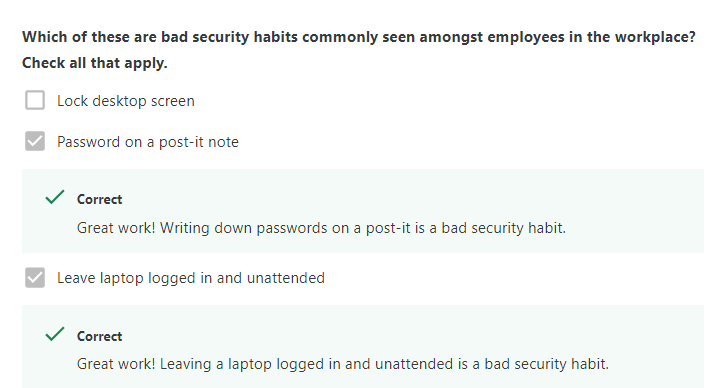 Which of these are bad security habits commonly seen amongst employees in the workplace?
Check all that apply.
Lock desktop screen
Password on a post-it note
Correct
Great work! Writing down passwords on a post-it is a bad security habit.
Leave laptop logged in and unattended
Correct
Great work! Leaving a laptop logged in and unattended is a bad security habit.